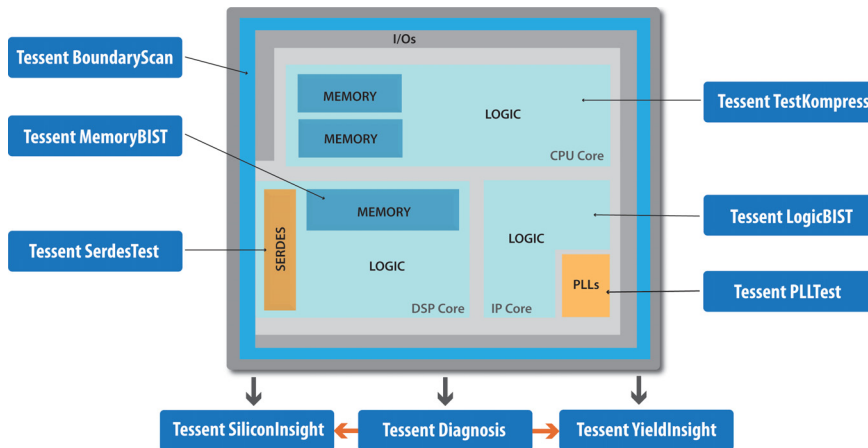 I/Os
Tessent BoundaryScan
MEMORY
LOGIC
Tessent TestKompress
MEMORY
Tessent MemoryBIST
CPU Core
MEMORY
Tessent LogicBIST
SERDES
LOGIC
Tessent SerdesTest
LOGIC
PLLs
Tessent PLLTest
DSP Core
IP Core
Tessent SiliconInsight
Tessent Diagnosis
Tessent YieldInsight